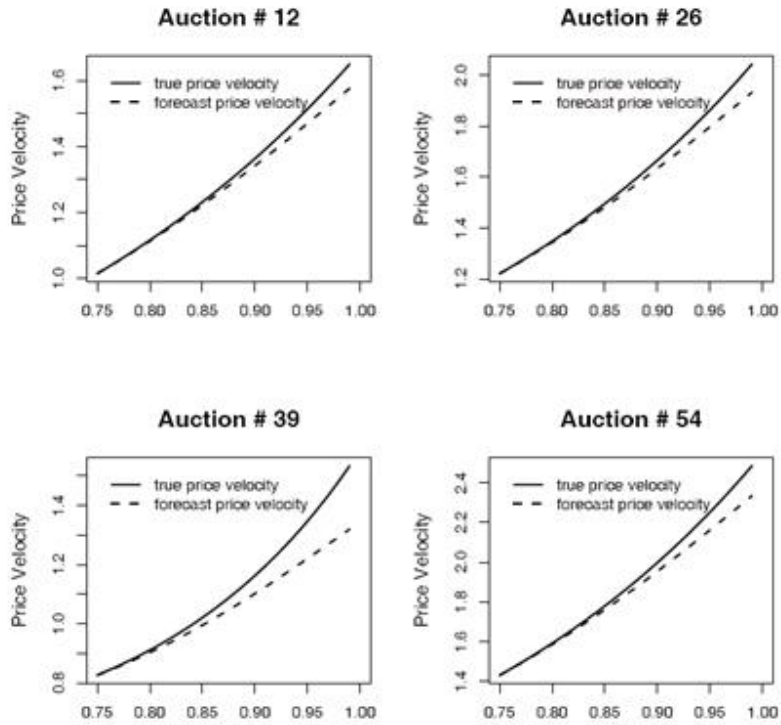 Auction # 12
true price velocity
forecast price velocity
Price Velocity
1.0
1.2
1.4
1.6
0.75 0.80 0.85 0.90 0.95 1.00
Auction # 26
true price velocity
forecast price velocity
Price Velocity
1.2
1.4
1.6
1.8
2.0
0.75 0.80 0.85 0.90 0.95 1.00
Auction # 39
true price velocity
forecast price velocity
Price Velocity
0.8
1.0
1.2
1.4
0.75 0.80 0.85 0.90 0.95 1.00
Auction # 54
true price velocity
forecast price velocity
Price Velocity
1.4
1.6
1.8
2.0
2.2
2.4
0.75 0.80 0.85 0.90 0.95 1.00